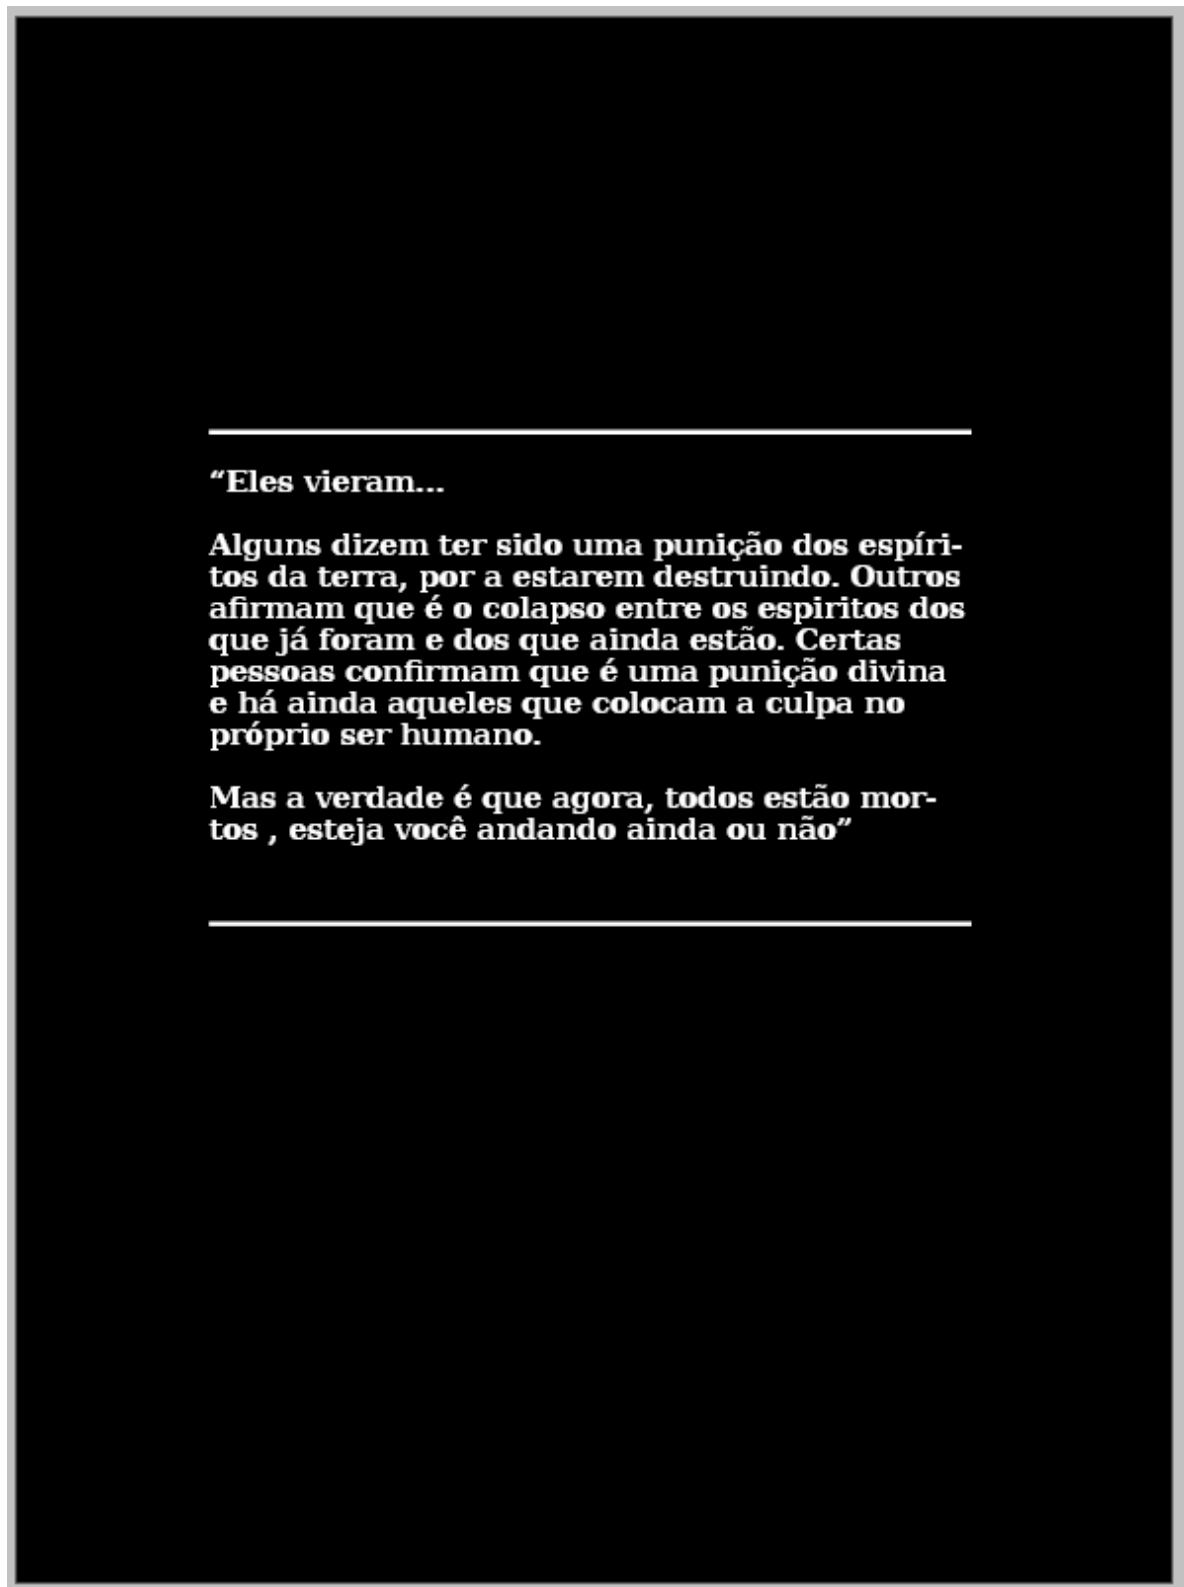 “Eles vieram...
Alguns dizem ter sido uma punição dos espíri-
tos da terra, por a estarem destruindo. Outros
afirmam que é o colapso entre os espiritos dos
que já foram e dos que ainda estão. Certas
pessoas confirmam que é uma punição divina
e há ainda aqueles que colocam a culpa no
próprio ser humano.
Mas a verdade é que agora, todos estão mor-
tos , esteja você andando ainda ou não”